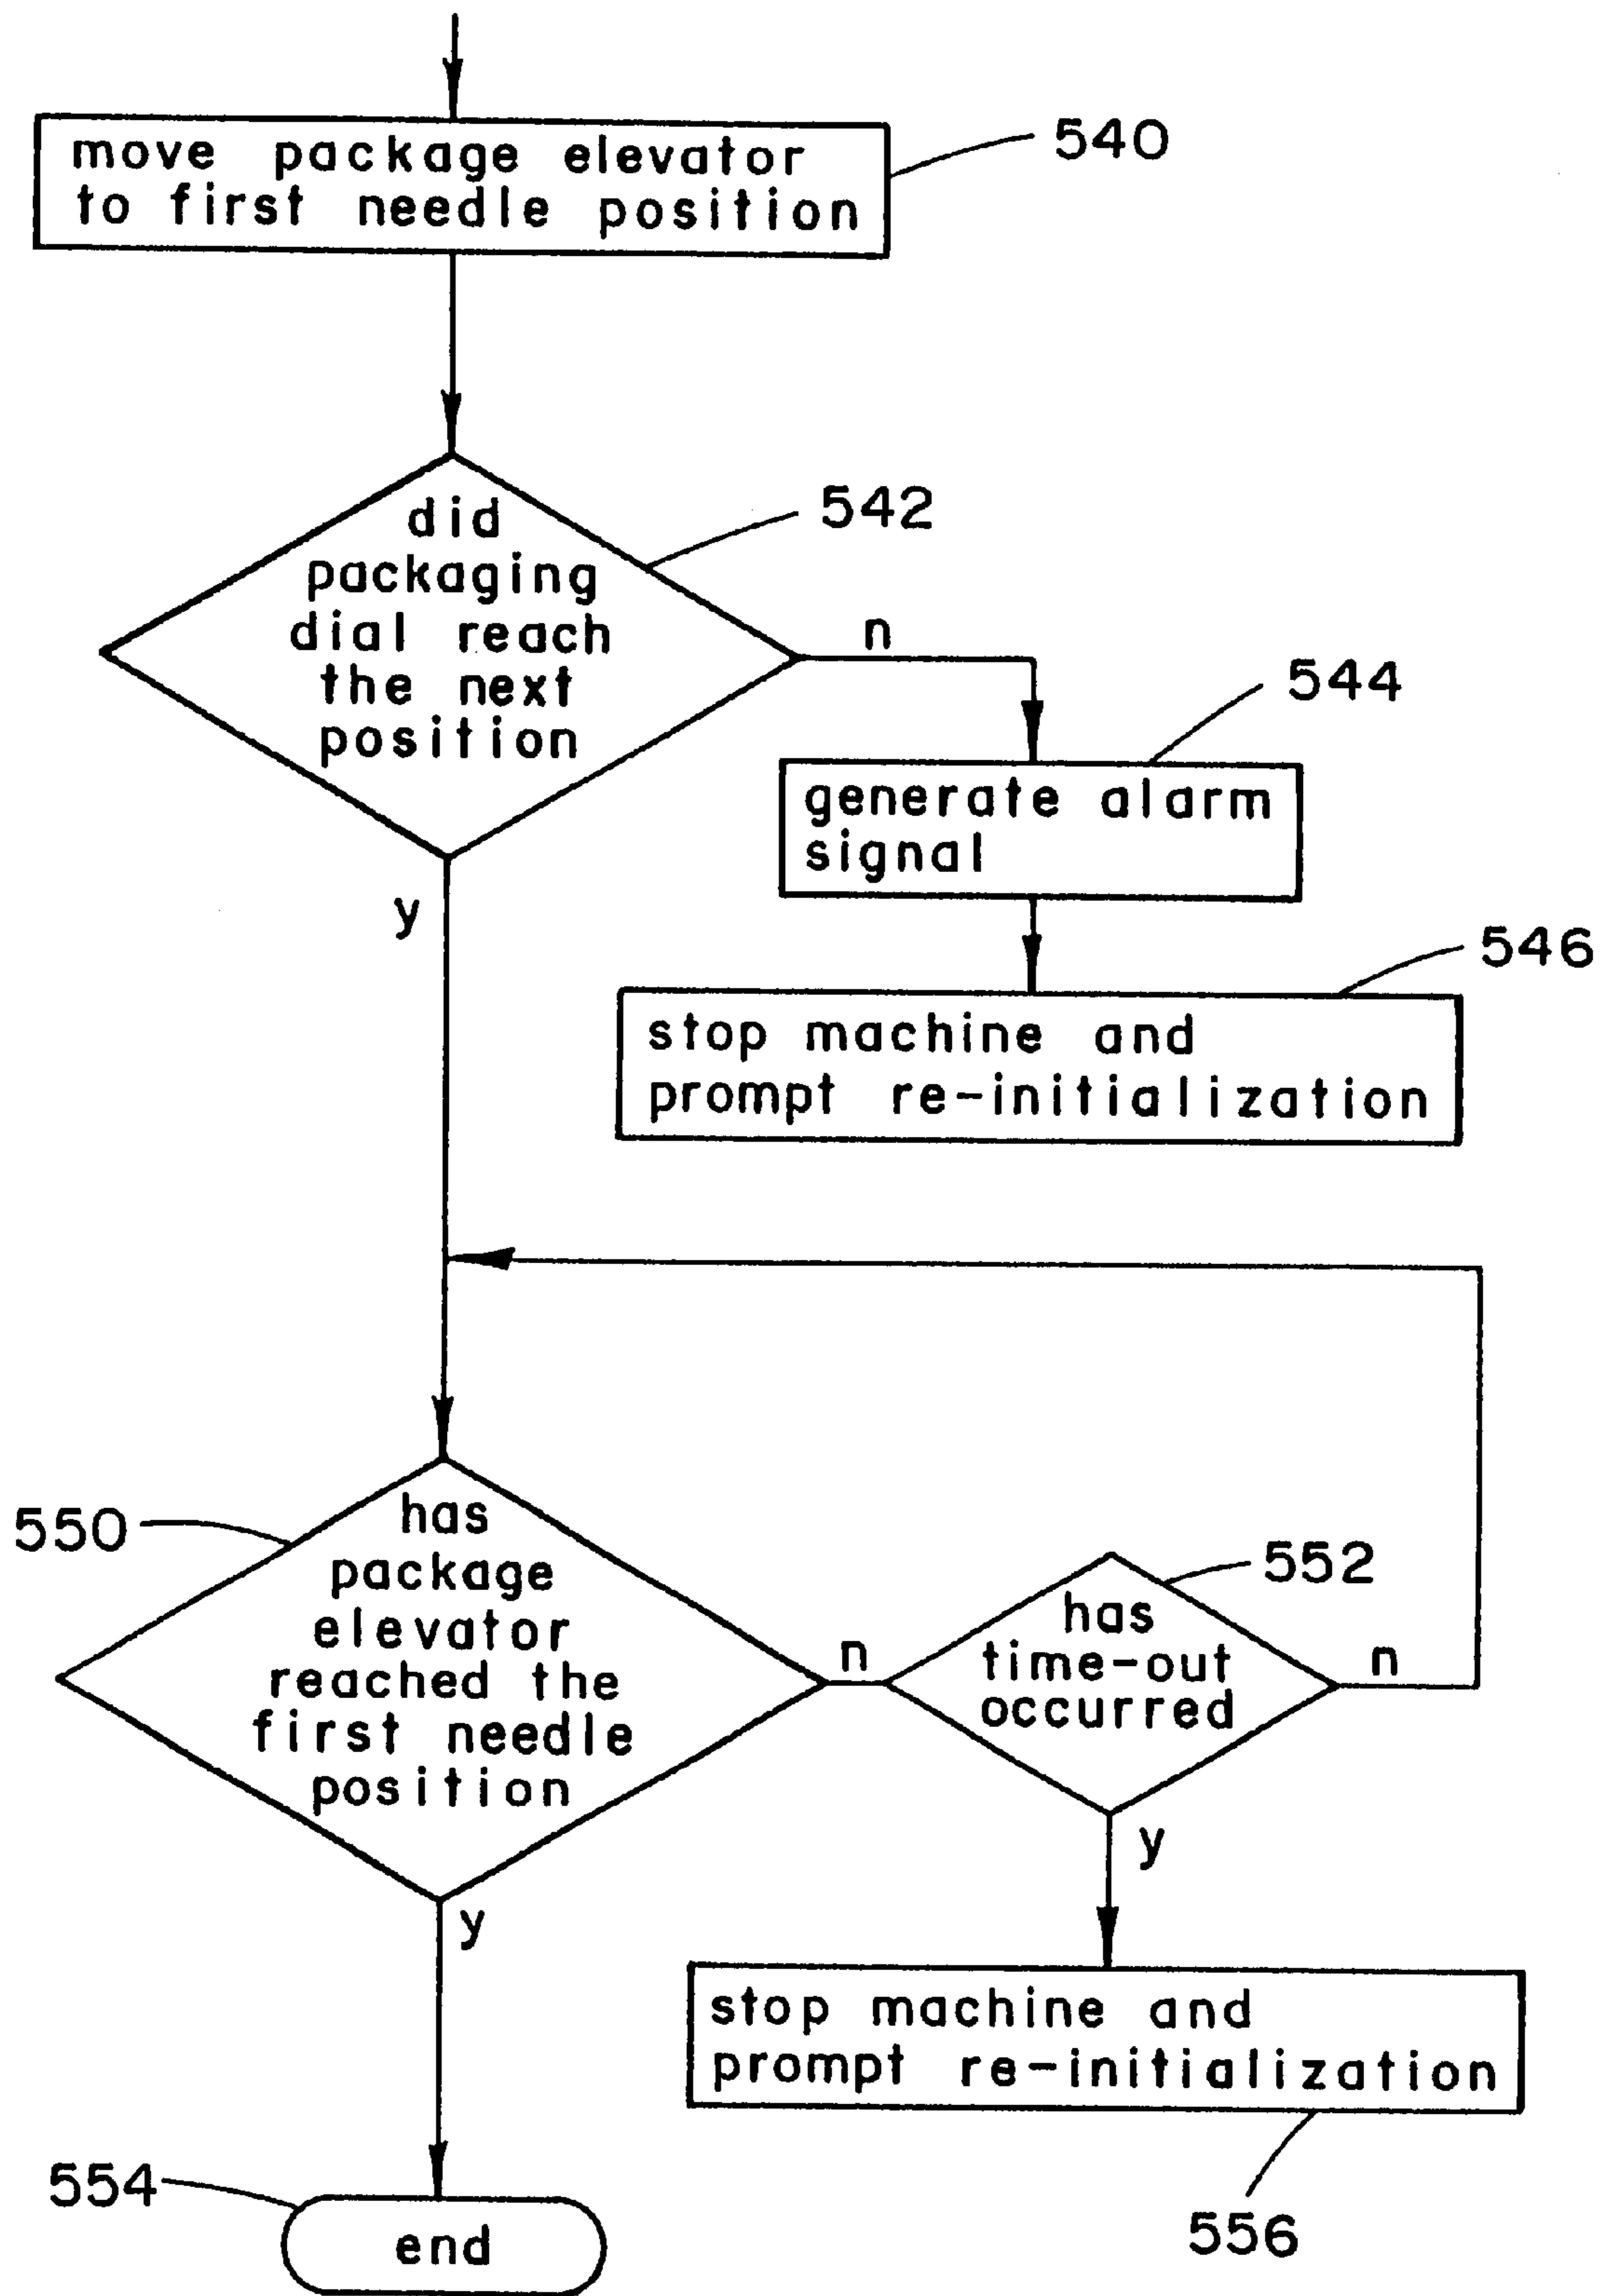 move package elevator
to first needle position
540
did
packaging
dial reach
the next
position
542
n
y
544
generate alarm
signal
546
stop machine and
prompt re-initialization
550
has
package
elevator
reached the
first needle
position
n
y
552
has
time-out
occurred
n
y
stop machine and
prompt re-initialization
556
554
end